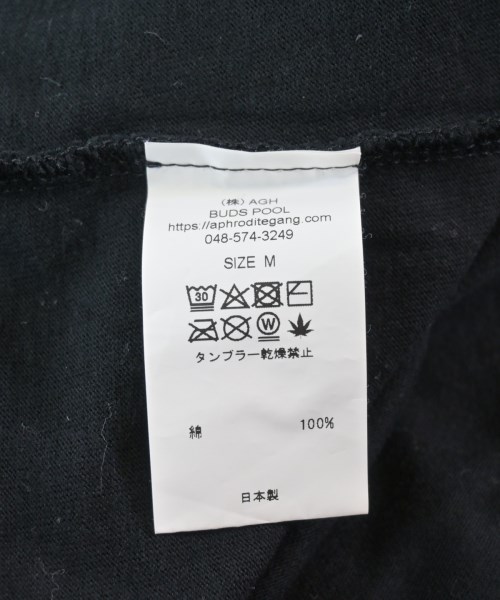 (株) AGH
BUDS POOL
https://aphroditegang.com
048-574-3249
SIZE M
30
W
タンブラー乾燥禁止
綿 100%
日本製